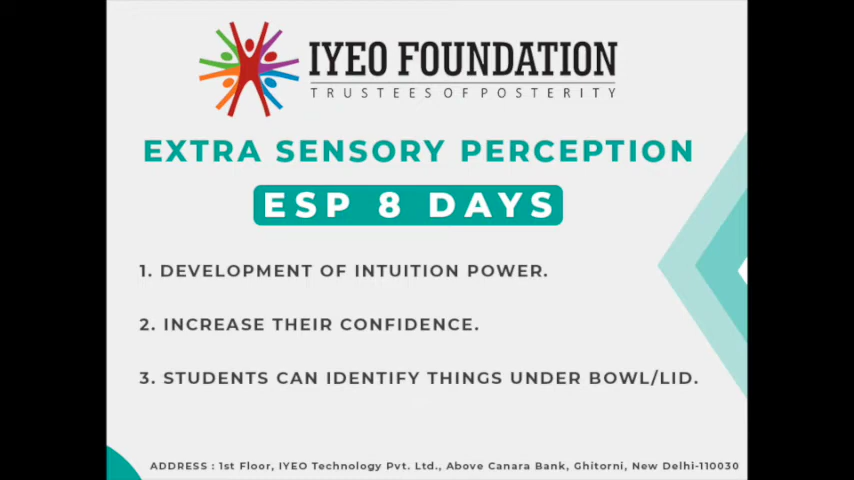 IYEO FOUNDATION
TRUSTEES OF POSTERITY
EXTRA SENSORY PERCEPTION
ESP 8 DAYS
1. DEVELOPMENT OF INTUITION POWER.
2. INCREASE THEIR CONFIDENCE.
3. STUDENTS CAN IDENTIFY THINGS UNDER BOWL/LID.
ADDRESS : 1st Floor, IYEO Technology Pvt. Ltd., Above Canara Bank, Ghitorni, New Delhi-110030